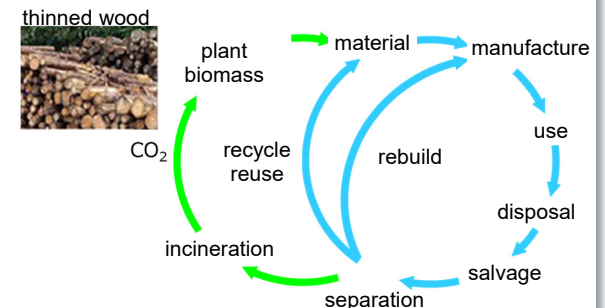 thinned wood
plant
biomass
material
manufacture
CO₂
recycle
reuse
rebuild
use
disposal
incineration
salvage
separation